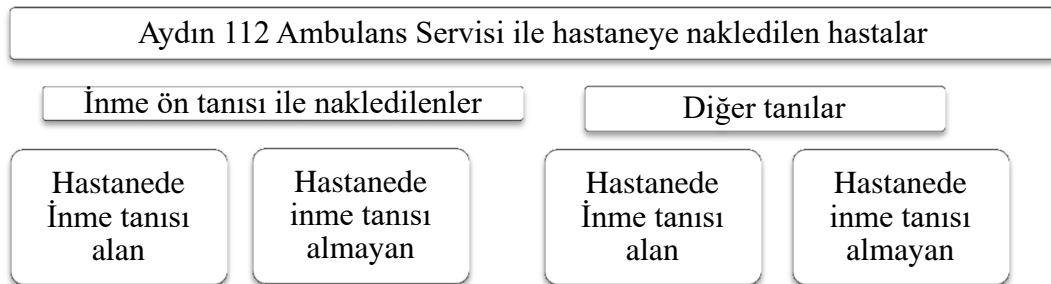 Aydın 112 Ambulans Servisi ile hastaneye nakledilen hastalar
İnme ön tanısı ile nakledilenler
Diğer tanılar
Hastanede
İnme tanısı
alan
Hastanede
inme tanısı
almayan
Hastanede
İnme tanısı
alan
Hastanede
inme tanısı
almayan